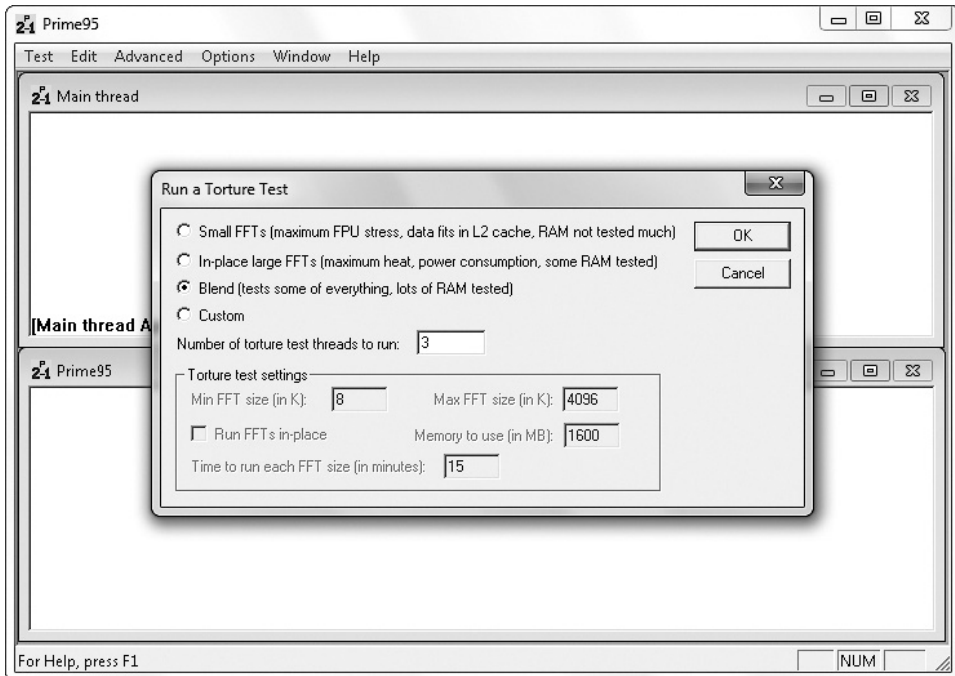 Prime95
Test Edit Advanced Options Window Help
Main thread
Run a Torture Test
Small FFTs (maximum FPU stress, data fits in L2 cache, RAM not tested much)
OK
In-place large FFTs (maximum heat, power consumption, some RAM tested)
Cancel
Blend (tests some of everything, lots of RAM tested)
Custom
[Main thread A
Number of torture test threads to run: 3
Prime95
Torture test settings
Min FFT size (in K): 8 Max FFT size (in K): 4096
Run FFTs in-place Memory to use (in MB): 1600
Time to run each FFT size (in minutes): 15
For Help, press F1
NUM